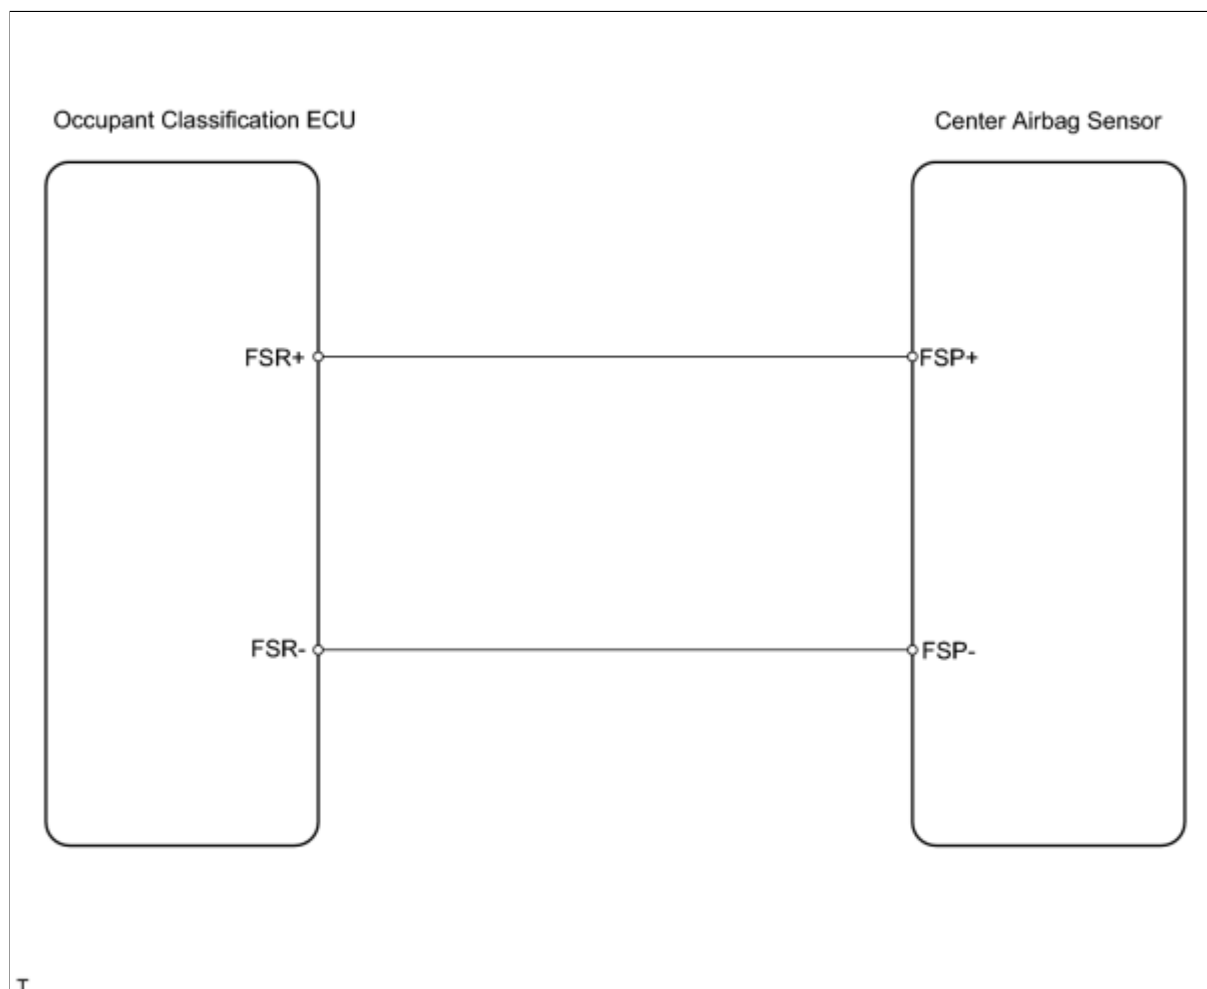 Occupant Classification ECU
Center Airbag Sensor
FSR+
FSP+
FSR-
FSP-
T